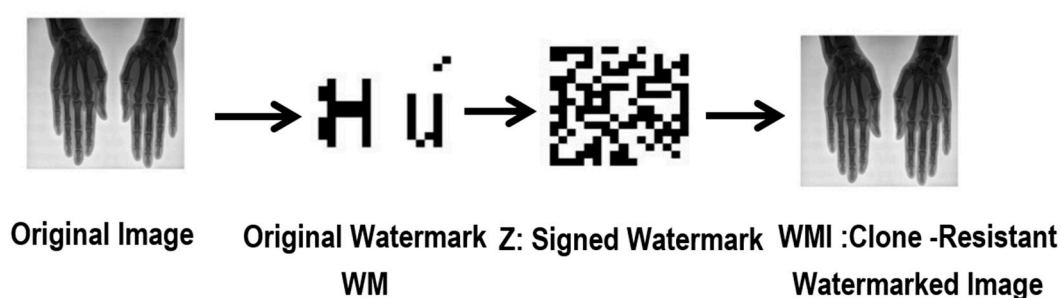 H ú
Original Image
Original Watermark
WM
Z: Signed Watermark
WMI :Clone -Resistant
Watermarked Image